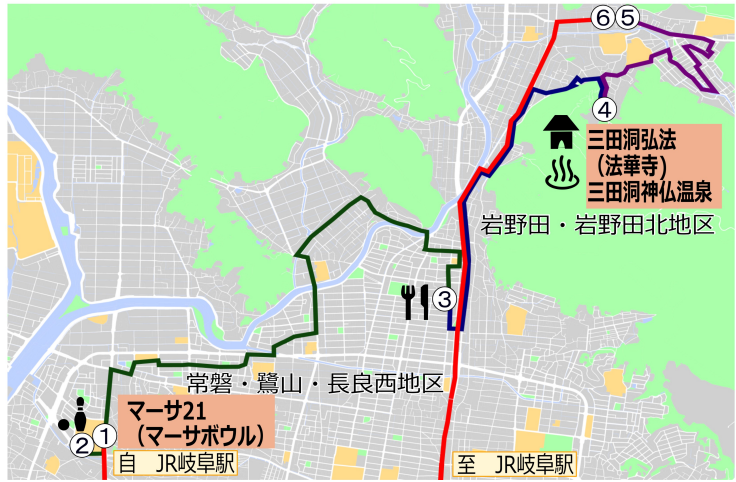 ⑥⑤
④
三田洞弘法
(法華寺)
三田洞神仏温泉
岩野田・岩野田北地区
③
常磐・鷺山・長良西地区
マーサ21
(マーサボウル)
①
②
自 JR岐阜駅
至 JR岐阜駅